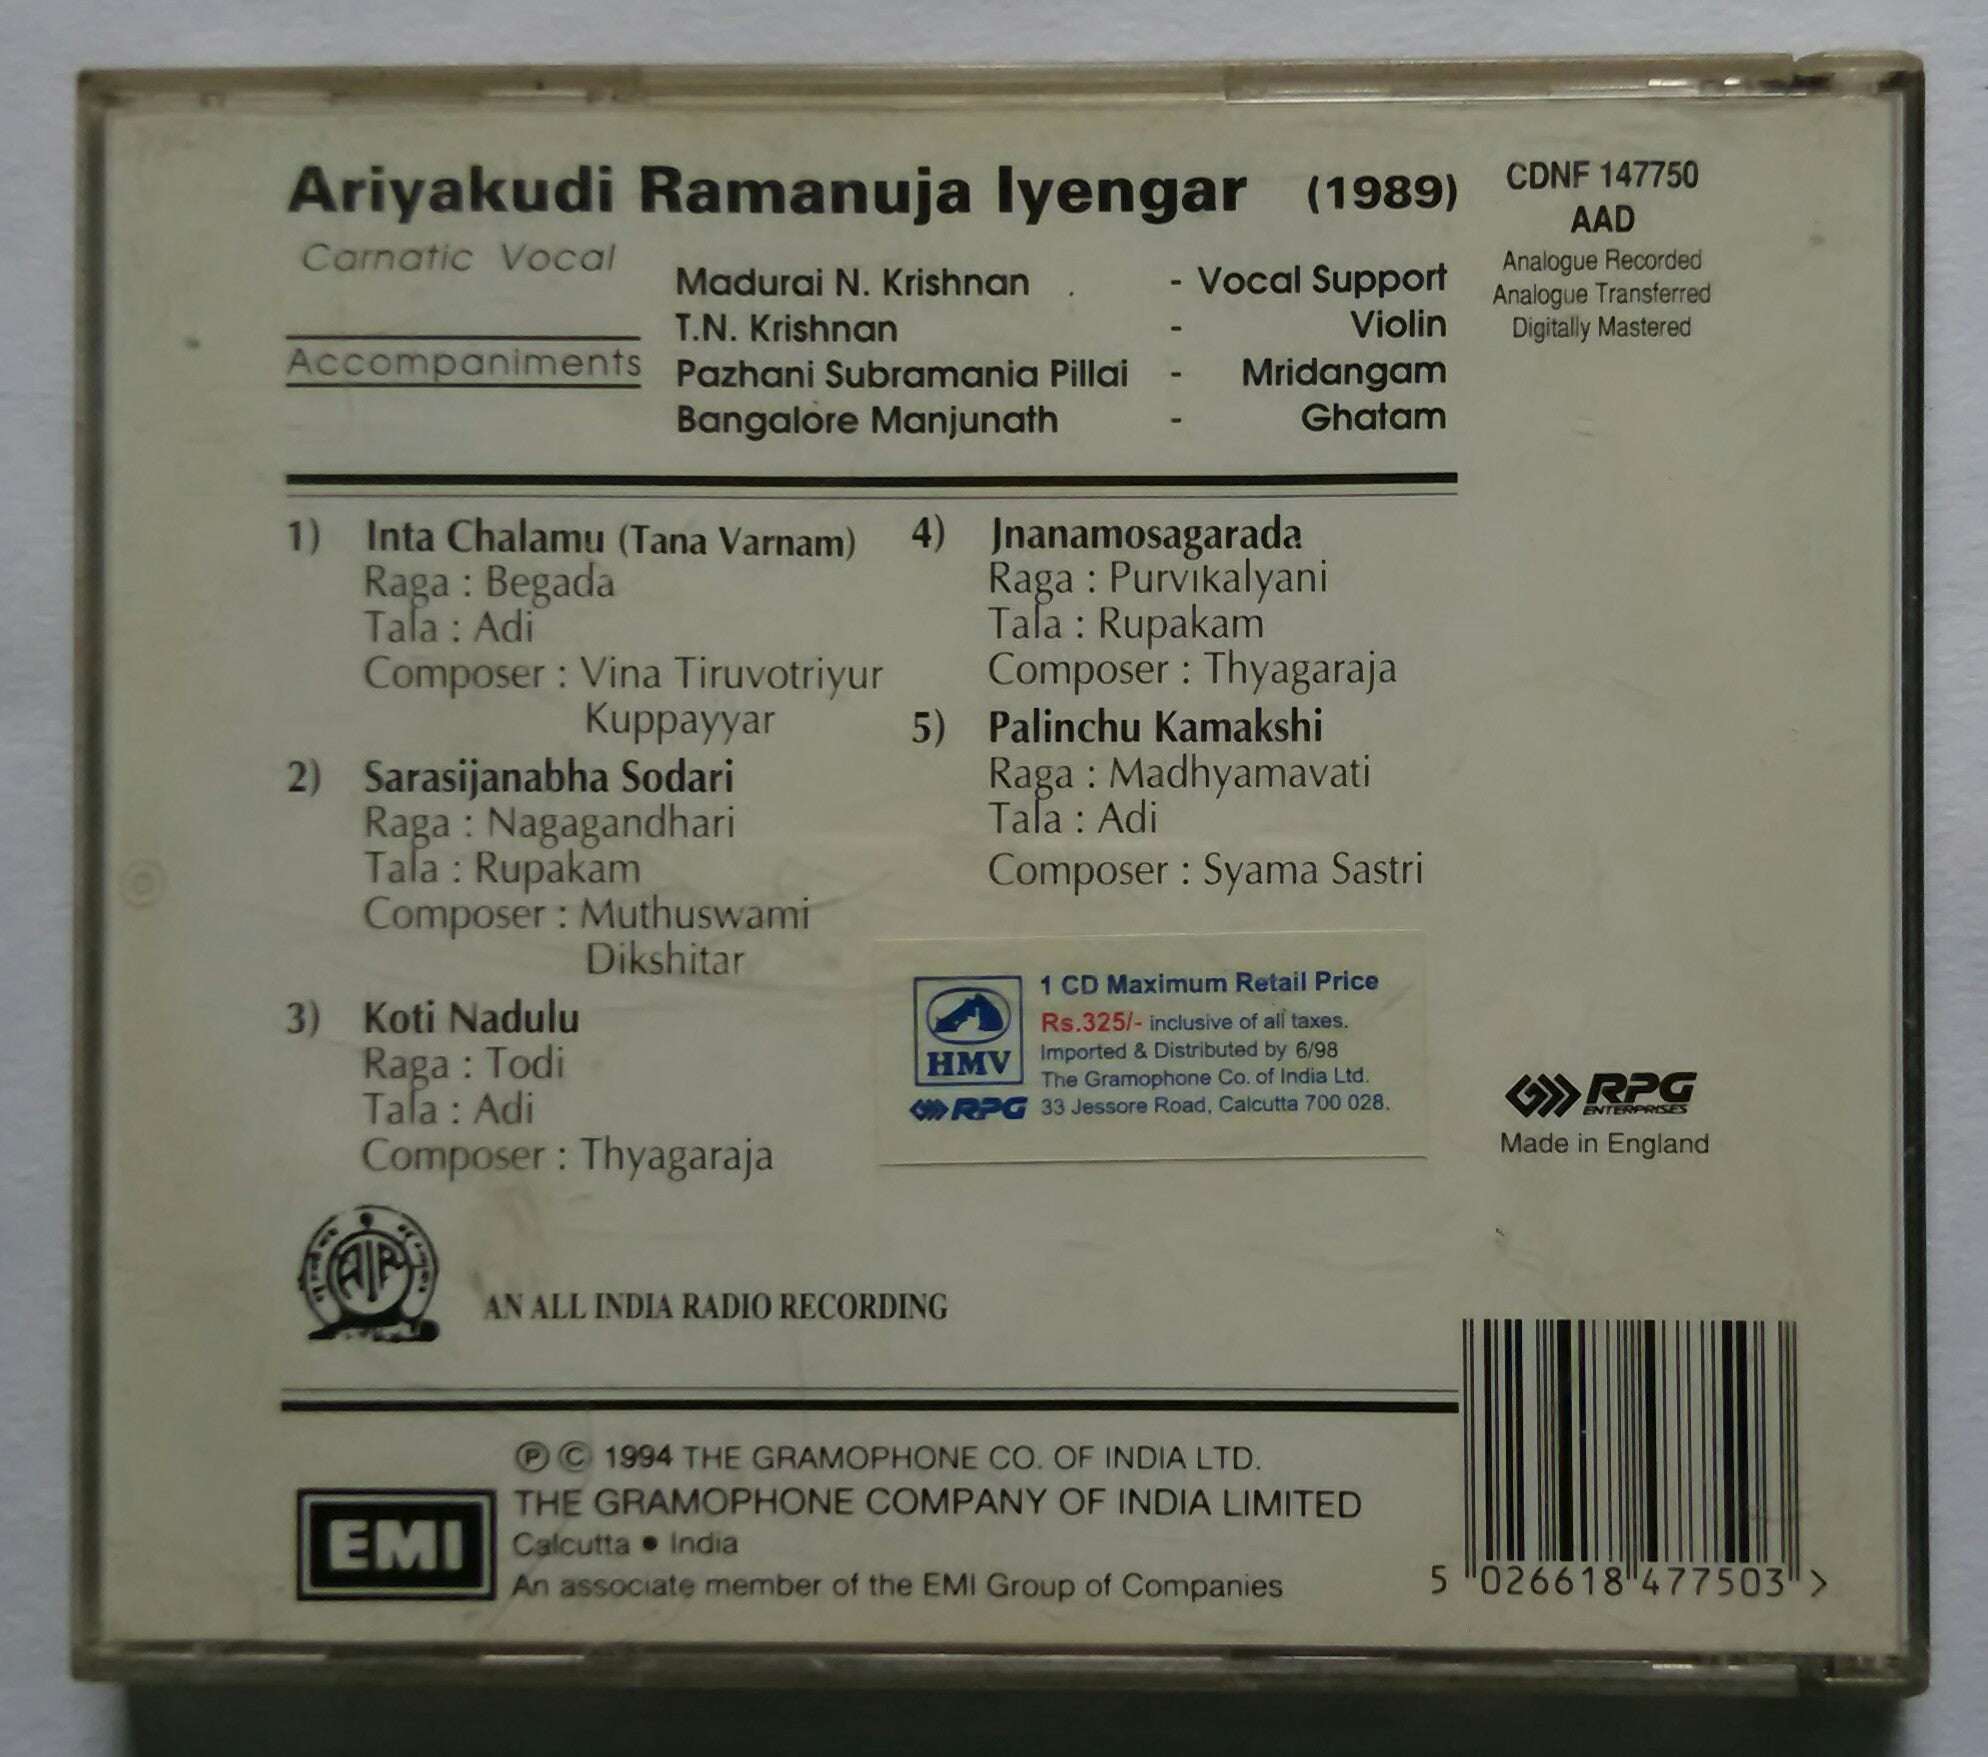 Ariyakudi Ramanuja Iyengar (1989)
Carnatic Vocal
Accompaniments
Madurai N. Krishnan - Vocal Support
T.N. Krishnan - Violin
Pazhani Subramania Pillai - Mridangam
Bangalore Manjunath - Ghatam
CDNF 147750
AAD
Analogue Recorded
Analogue Transferred
Digitally Mastered
1) Inta Chalamu (Tana Varnam)
Raga : Begada
Tala : Adi
Composer : Vina Tiruvotriyur
Kuppayyar
2) Sarasijanabha Sodari
Raga : Nagagandhari
Tala : Rupakam
Composer : Muthuswami
Dikshitar
3) Koti Nadulu
Raga : Todi
Tala : Adi
Composer : Thyagaraja
4) Jnanamosagarada
Raga : Purvikalyani
Tala : Rupakam
Composer : Thyagaraja
5) Palinchu Kamakshi
Raga : Madhyamavati
Tala : Adi
Composer : Syama Sastri
HMV
RPG
1 CD Maximum Retail Price
Rs.325/- inclusive of all taxes.
Imported & Distributed by 6/98
The Gramophone Co. of India Ltd.
33 Jessore Road, Calcutta 700 028.
RPG
ENTERPRISES
Made in England
AIR
AN ALL INDIA RADIO RECORDING
Ⓟ © 1994 THE GRAMOPHONE CO. OF INDIA LTD.
THE GRAMOPHONE COMPANY OF INDIA LIMITED
Calcutta • India
An associate member of the EMI Group of Companies
EMI
5 026618 477503 >